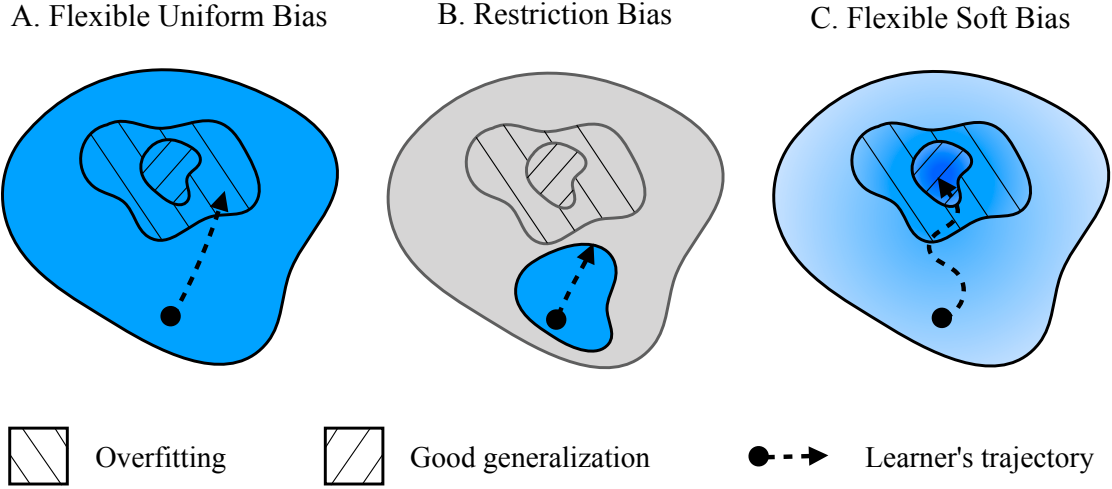 A. Flexible Uniform Bias
B. Restriction Bias
C. Flexible Soft Bias
Overfitting
Good generalization
Learner's trajectory